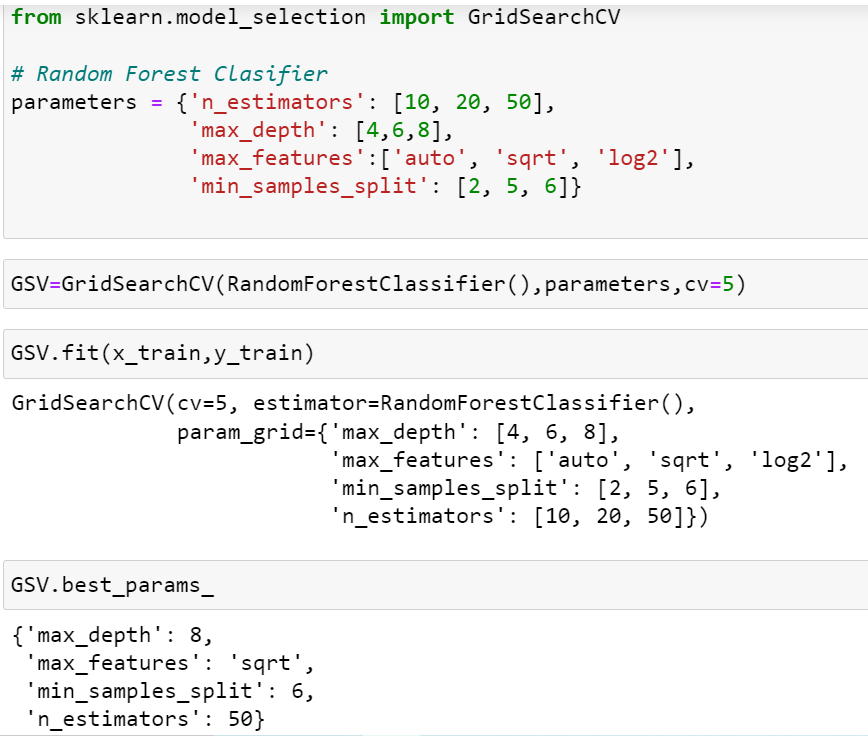 from sklearn.model_selection import GridSearchCV
# Random Forest Clasifier
parameters = {'n_estimators': [10, 20, 50],
'max_depth': [4,6,8],
'max_features':['auto', 'sqrt', 'log2'],
'min_samples_split': [2, 5, 6]}
GSV=GridSearchCV(RandomForestClassifier(),parameters,cv=5)
GSV.fit(x_train,y_train)
GridSearchCV(cv=5, estimator=RandomForestClassifier(),
param_grid={'max_depth': [4, 6, 8],
'max_features': ['auto', 'sqrt', 'log2'],
'min_samples_split': [2, 5, 6],
'n_estimators': [10, 20, 50]})
GSV.best_params_
{'max_depth': 8,
'max_features': 'sqrt',
'min_samples_split': 6,
'n_estimators': 50}